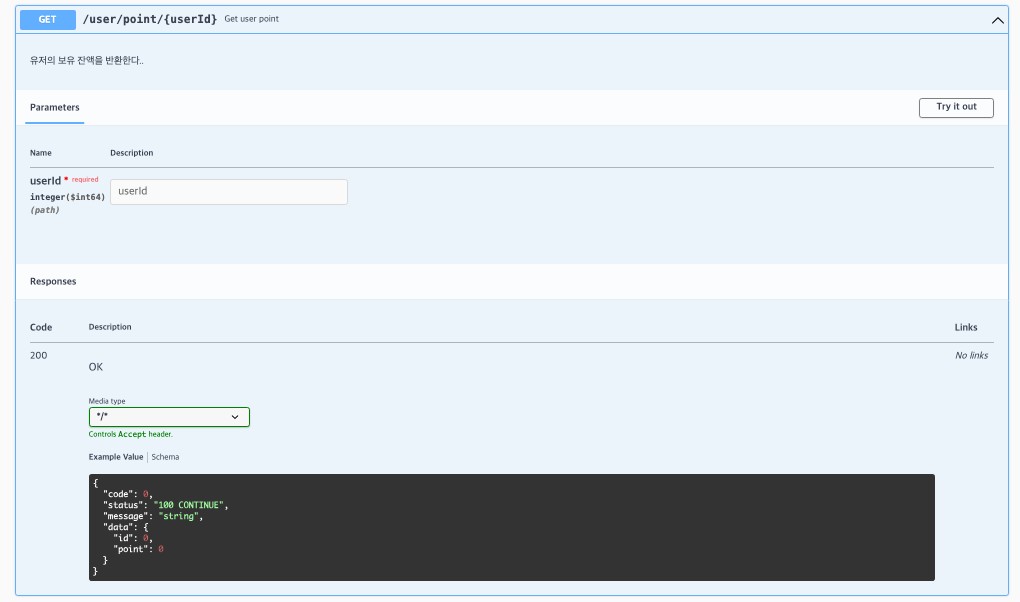 GET /user/point/{userId} Get user point
유저의 보유 잔액을 반환한다..
Parameters Try it out
Name Description
userId * required
integer($int64)
(path)
userId
Responses
Code Description Links
200 No links
OK
Media type
*/*
Controls Accept header.
Example Value Schema
{
"code": 0,
"status": "100 CONTINUE",
"message": "string",
"data": {
"id": 0,
"point": 0
}
}